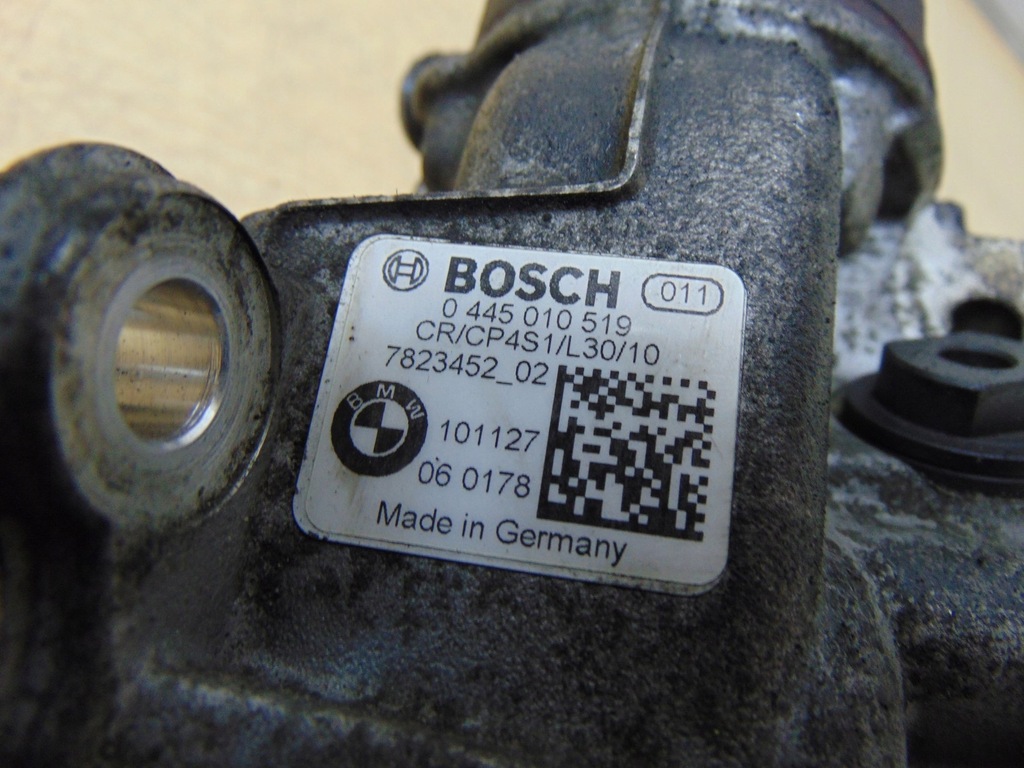 BOSCH 011
0 445 010 519
CR/CP4S1/L30/10
7823452_02
BMW
101127
06 0178
Made in Germany